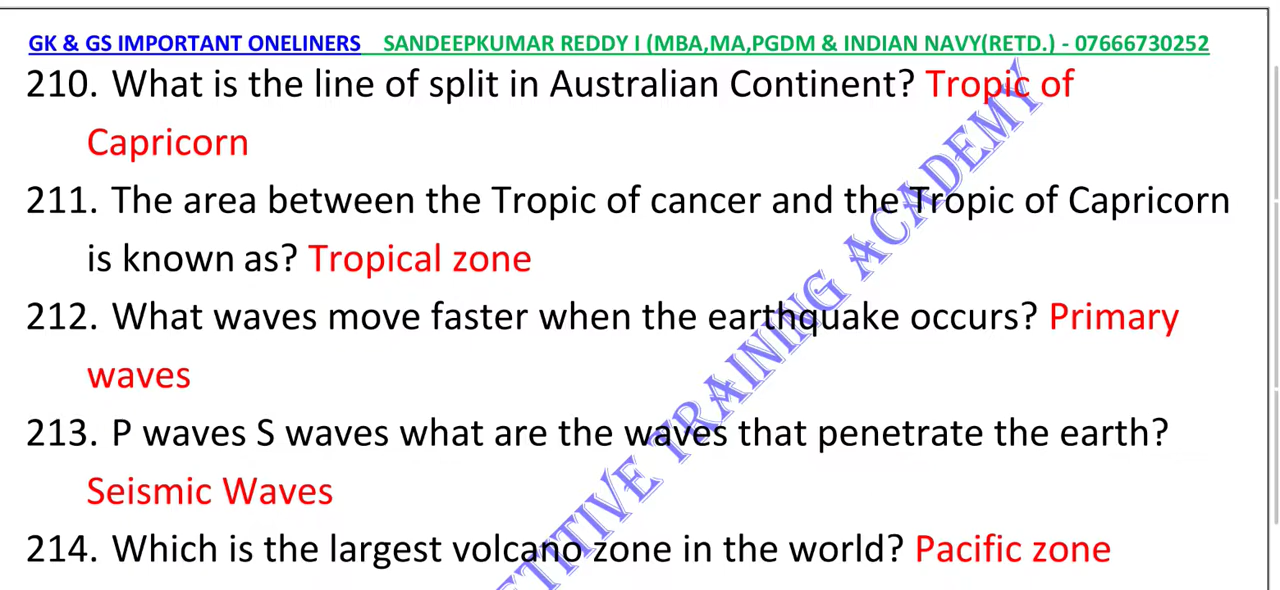 GK & GS IMPORTANT ONELINERS SANDEEPKUMAR REDDY I (MBA,MA,PGDM & INDIAN NAVY(RETD.) - 07666730252
210. What is the line of split in Australian Continent? Tropic of
Capricorn
211. The area between the Tropic of cancer and the Tropic of Capricorn
is known as? Tropical zone
212. What waves move faster when the earthquake occurs? Primary
waves
213. P waves S waves what are the waves that penetrate the earth?
Seismic Waves
214. Which is the largest volcano zone in the world? Pacific zone
ETITIVE TRAINING ACADEMY